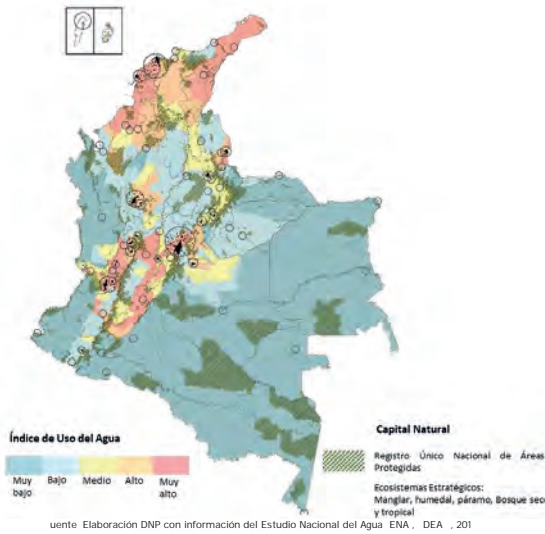 Índice de Uso del Agua
Muy bajo
Bajo
Medio
Alto
Muy alto
Capital Natural
Registro Único Nacional de Áreas
Protegidas
Ecosistemas Estratégicos:
Manglar, humedal, páramo, Bosque sec
y tropical
uente Elaboración DNP con información del Estudio Nacional del Agua ENA , DEA , 201